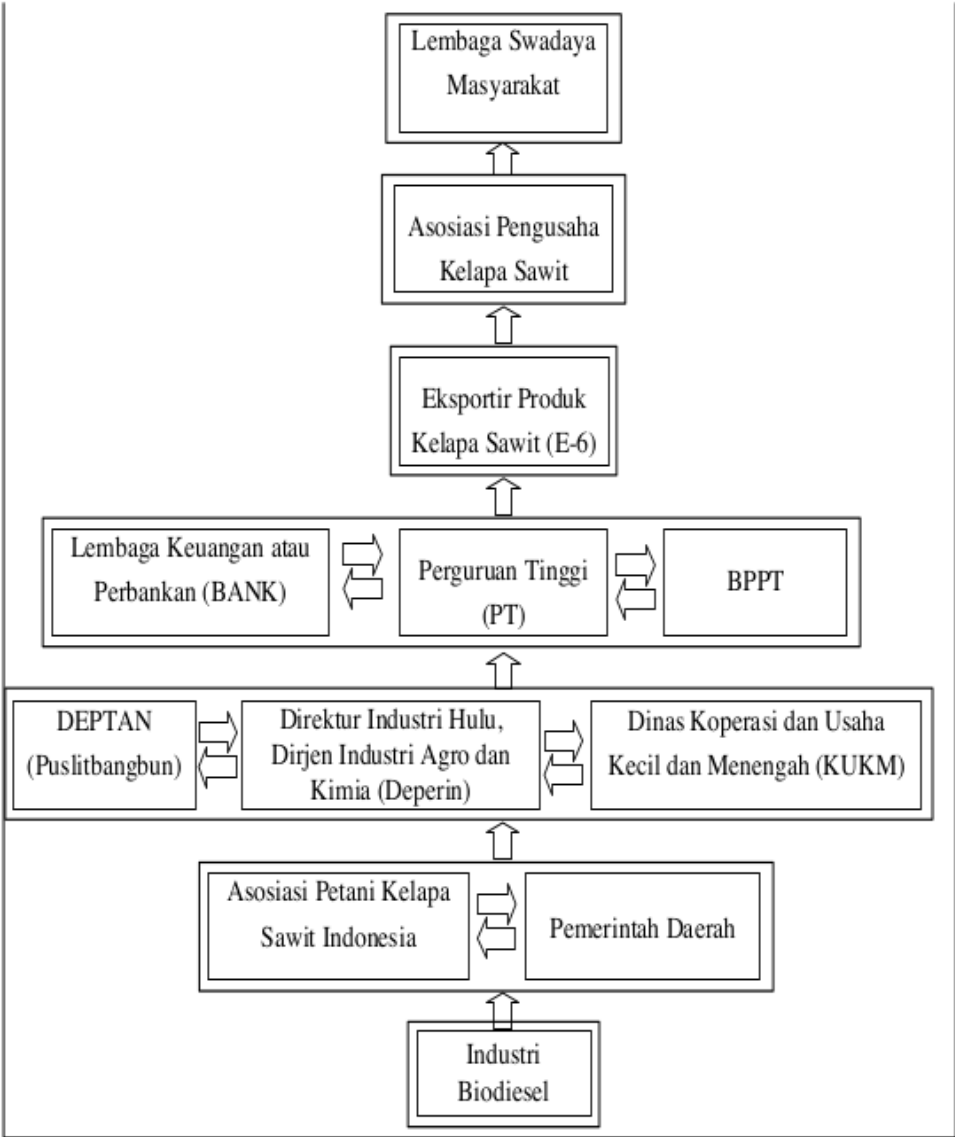 Lembaga Swadaya
Masyarakat
Asosiasi Pengusaha
Kelapa Sawit
Eksportir Produk
Kelapa Sawit (E-6)
Lembaga Keuangan atau
Perbankan (BANK)
Perguruan Tinggi
(PT)
BPPT
DEPTAN
(Puslitbangbun)
Direktur Industri Hulu,
Dirjen Industri Agro dan
Kimia (Deperin)
Dinas Koperasi dan Usaha
Kecil dan Menengah (KUKM)
Asosiasi Petani Kelapa
Sawit Indonesia
Pemerintah Daerah
Industri
Biodiesel